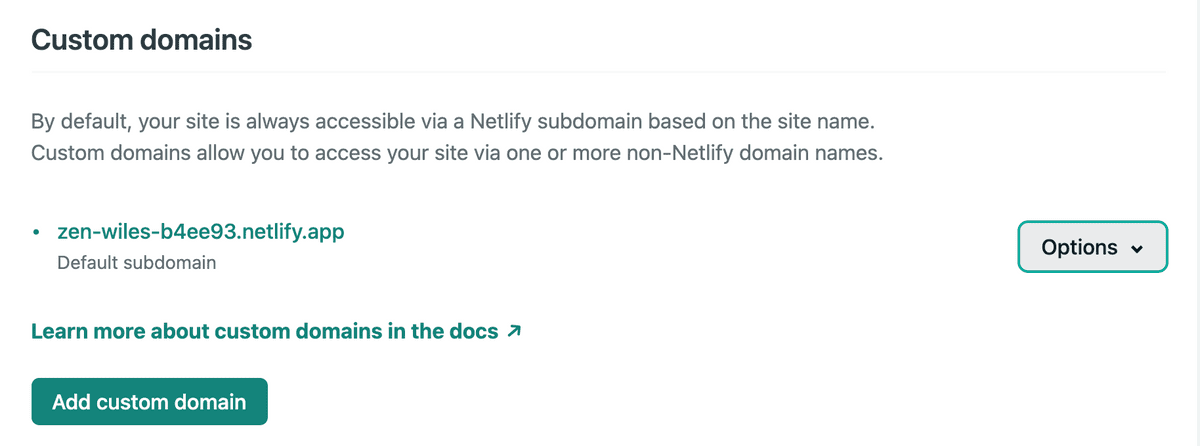 Custom domains
By default, your site is always accessible via a Netlify subdomain based on the site name.
Custom domains allow you to access your site via one or more non-Netlify domain names.
zen-wiles-b4ee93.netlify.app
Default subdomain
Options
Learn more about custom domains in the docs
Add custom domain